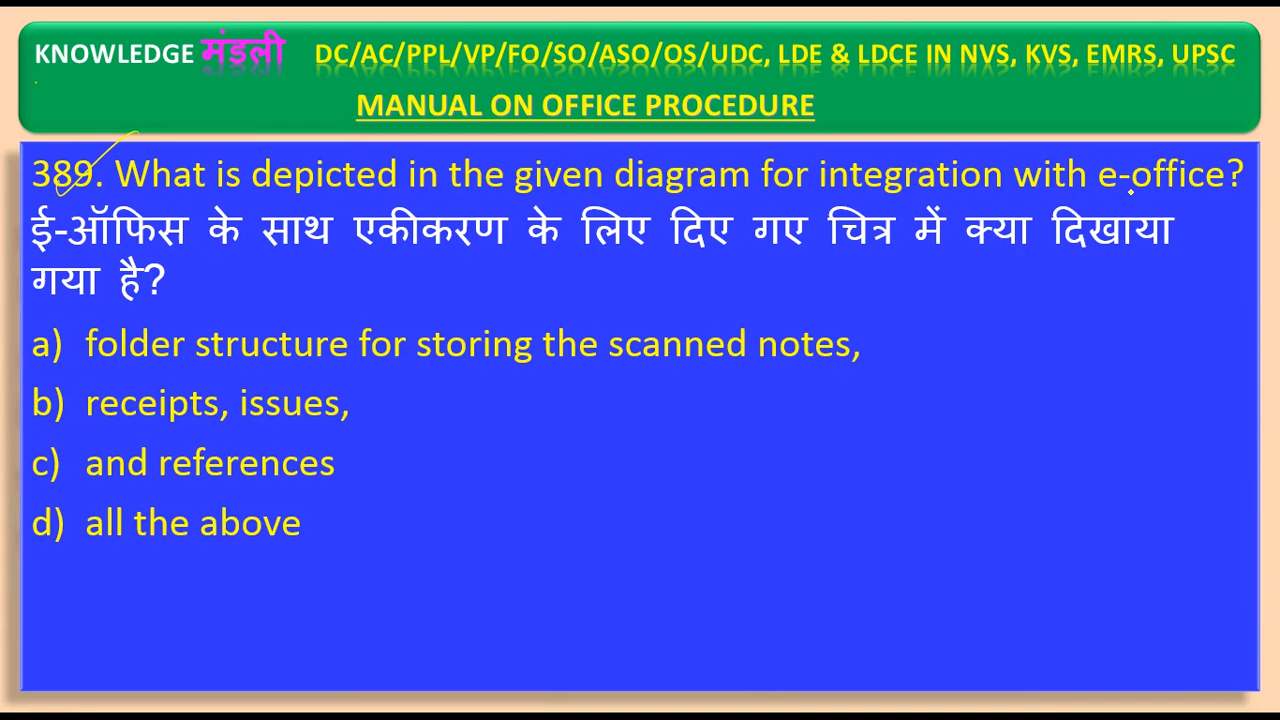 KNOWLEDGE मंडली DC/AC/PPL/VP/FO/SO/ASO/OS/UDC, LDE & LDCE IN NVS, KVS, EMRS, UPSC
MANUAL ON OFFICE PROCEDURE
389. What is depicted in the given diagram for integration with e-office?
ई-ऑफिस के साथ एकीकरण के लिए दिए गए चित्र में क्या दिखाया
गया है?
a) folder structure for storing the scanned notes,
b) receipts, issues,
c) and references
d) all the above